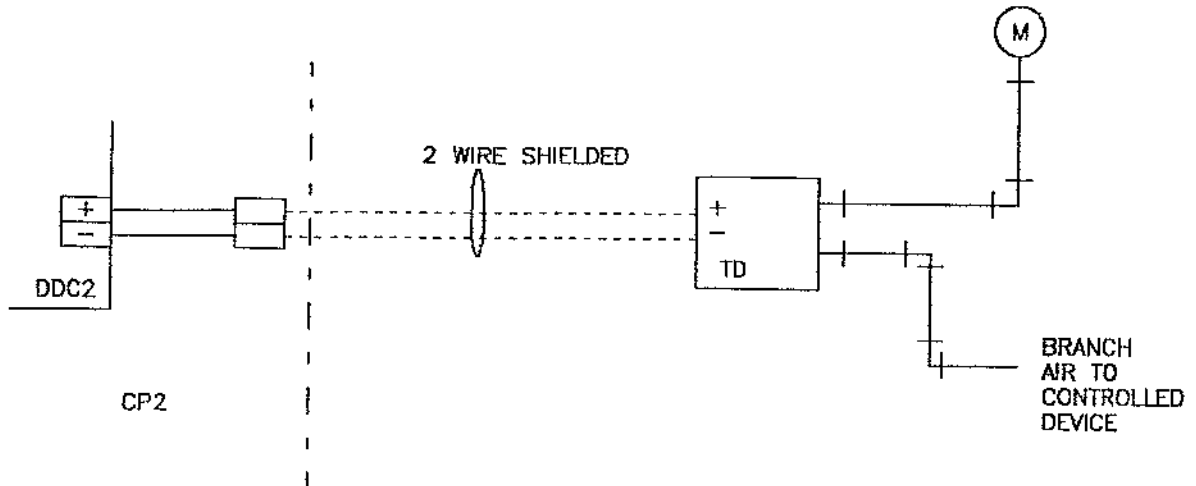 M
2 WIRE SHIELDED
+
-
DDC2
+
-
TD
BRANCH
AIR TO
CONTROLLED
DEVICE
CP2